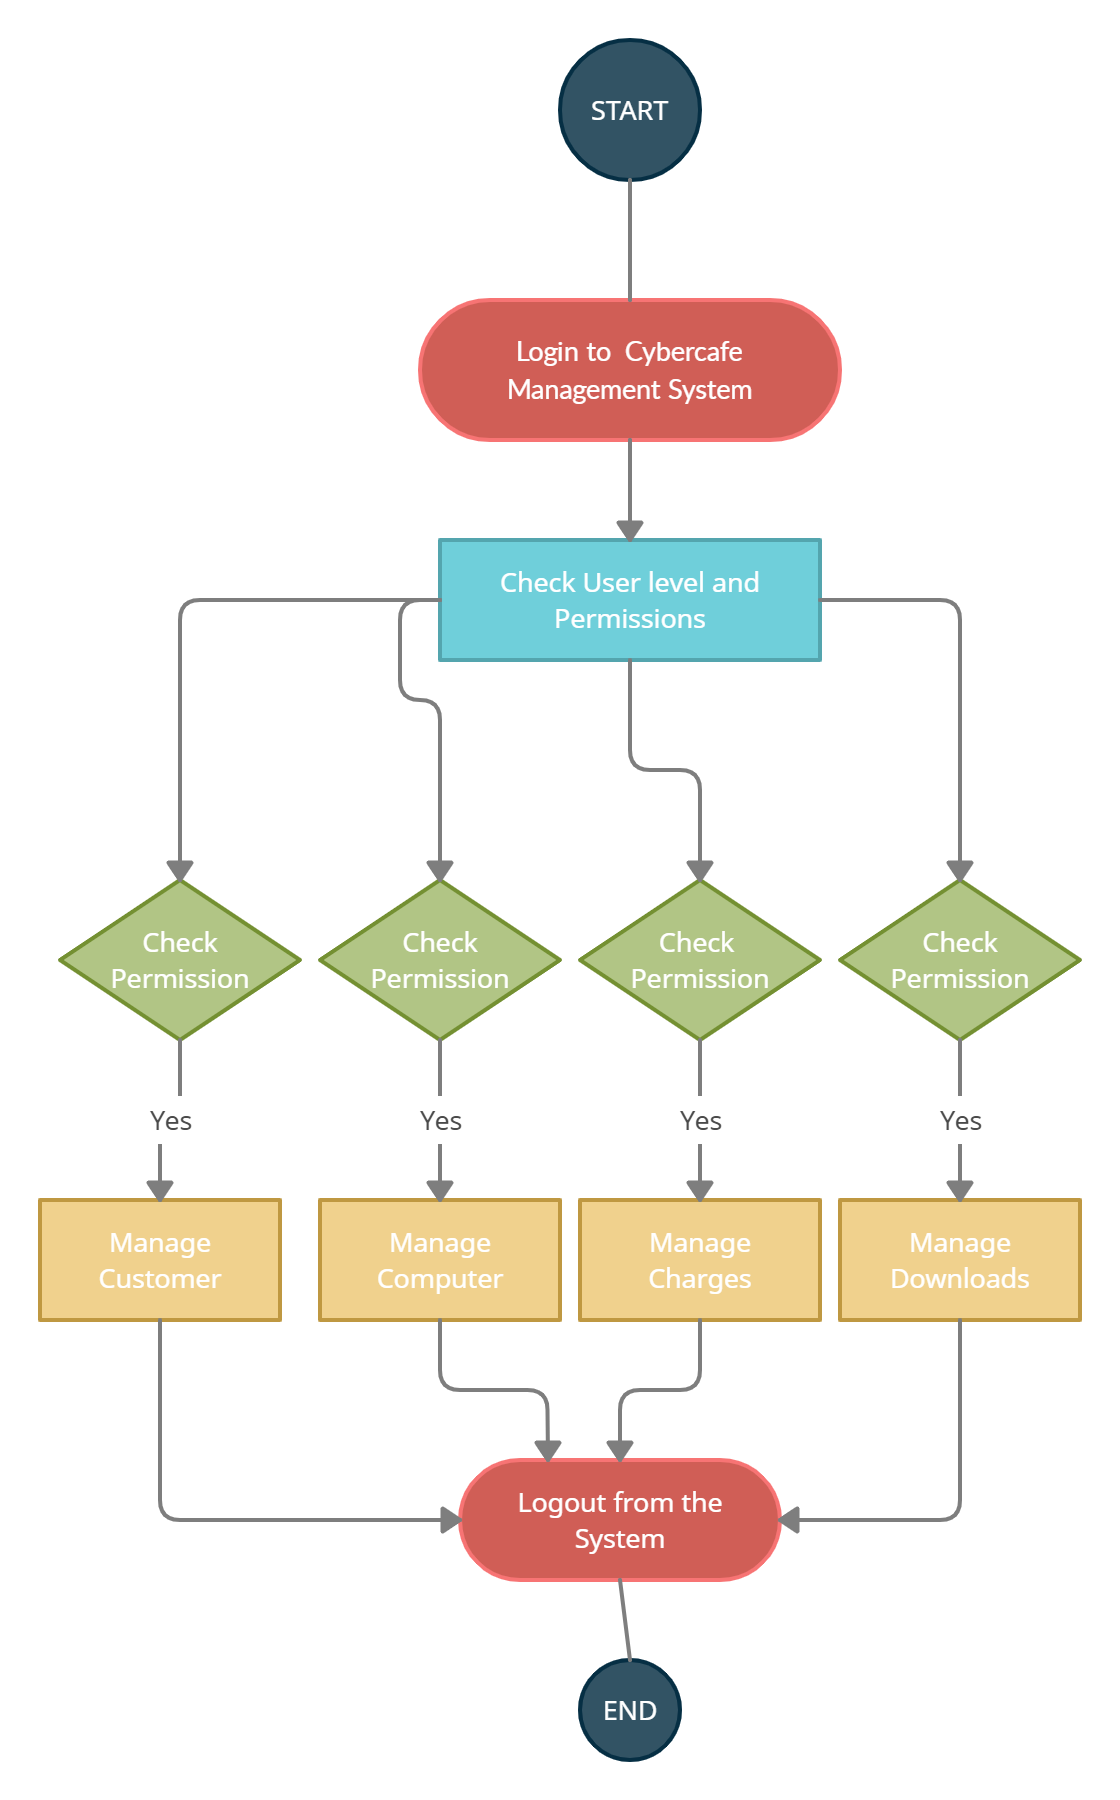 START
Login to  Cybercafe
Management System
Check User level and
Permissions
Check
Permission
Check
Permission
Check
Permission
Check
Permission
Yes
Yes
Yes
Yes
Manage
Customer
Manage
Computer
Manage
Charges
Manage
Downloads
Logout from the
System
END